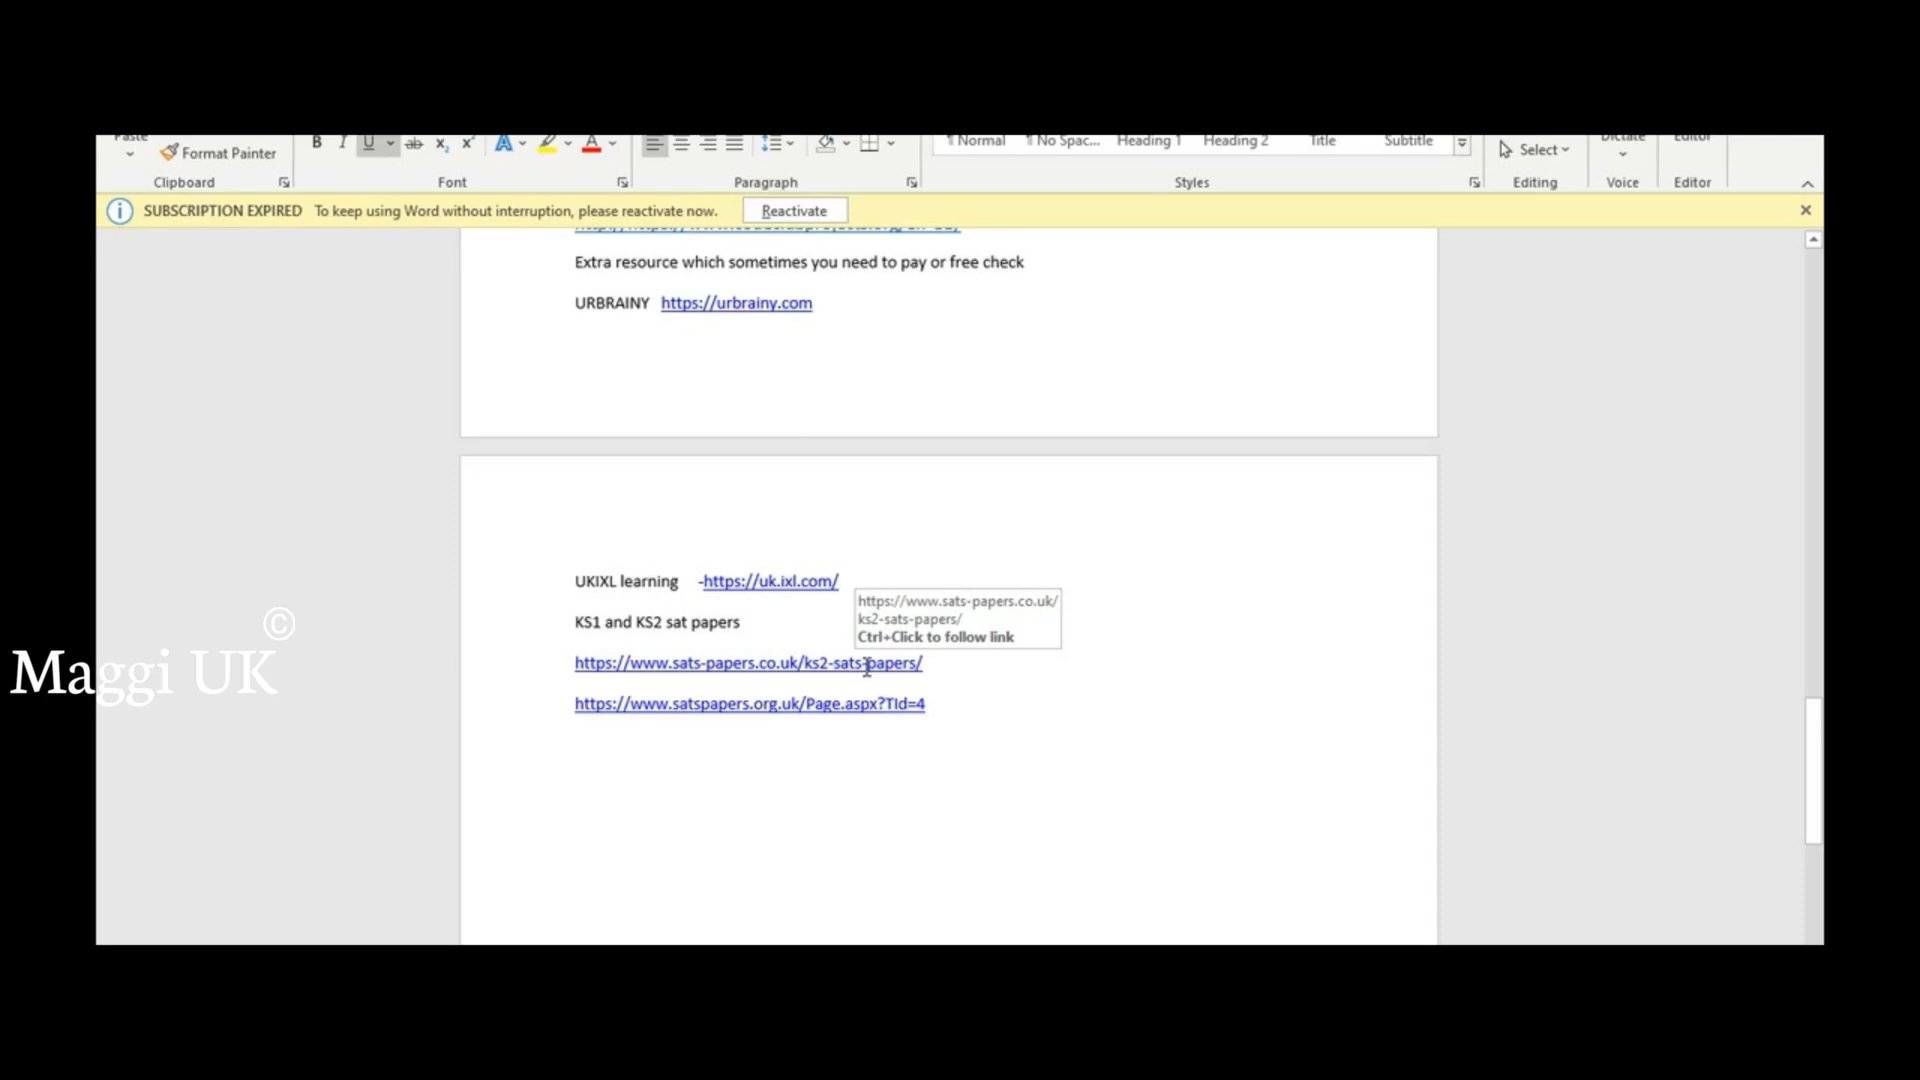 Paste
Format Painter
B I U ab x₂ x² A A
¶ Normal ¶ No Spac... Heading 1 Heading 2 Title Subtitle
Select
Dictate
Editor
Clipboard Font Paragraph Styles Editing Voice Editor
SUBSCRIPTION EXPIRED To keep using Word without interruption, please reactivate now. Reactivate
Extra resource which sometimes you need to pay or free check
URBRAINY https://urbrainy.com
UKIXL learning -https://uk.ixl.com/
https://www.sats-papers.co.uk/
ks2-sats-papers/
Ctrl+Click to follow link
KS1 and KS2 sat papers
https://www.sats-papers.co.uk/ks2-sats-papers/
https://www.satspapers.org.uk/Page.aspx?TId=4
©
Maggi UK